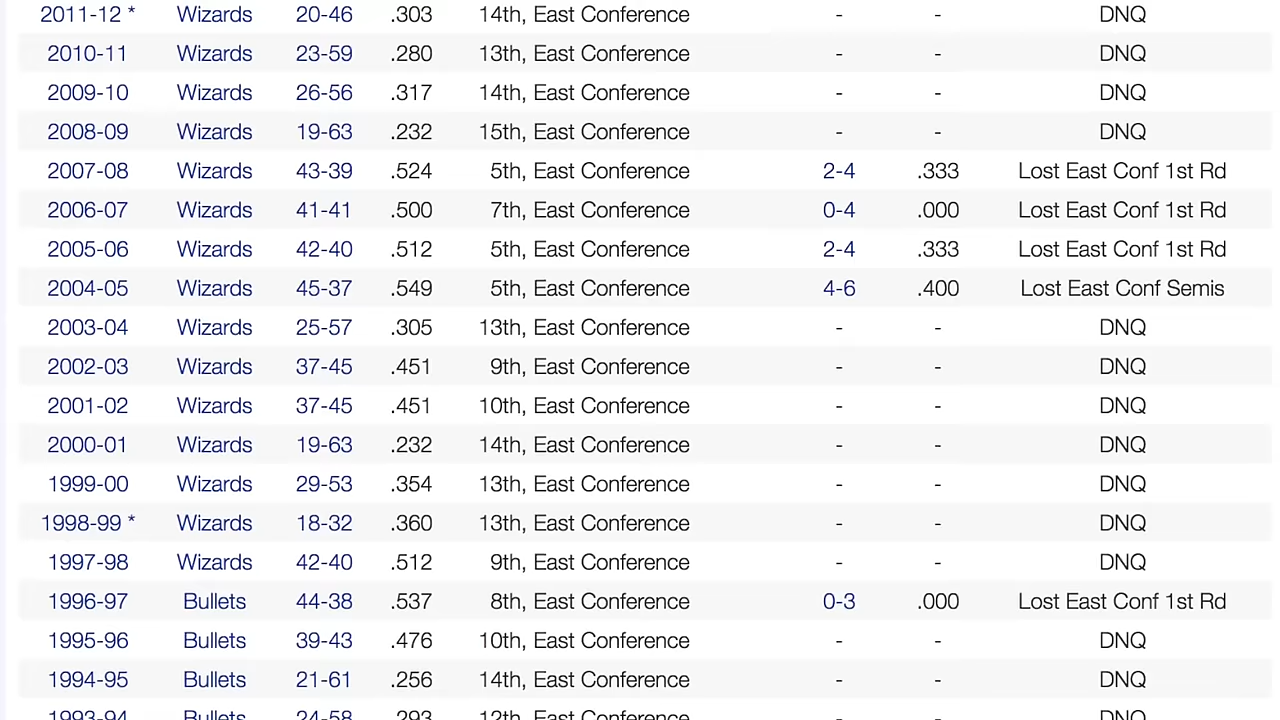 2011-12 * Wizards 20-46 .303 14th, East Conference - - DNQ
2010-11 Wizards 23-59 .280 13th, East Conference - - DNQ
2009-10 Wizards 26-56 .317 14th, East Conference - - DNQ
2008-09 Wizards 19-63 .232 15th, East Conference - - DNQ
2007-08 Wizards 43-39 .524 5th, East Conference 2-4 .333 Lost East Conf 1st Rd
2006-07 Wizards 41-41 .500 7th, East Conference 0-4 .000 Lost East Conf 1st Rd
2005-06 Wizards 42-40 .512 5th, East Conference 2-4 .333 Lost East Conf 1st Rd
2004-05 Wizards 45-37 .549 5th, East Conference 4-6 .400 Lost East Conf Semis
2003-04 Wizards 25-57 .305 13th, East Conference - - DNQ
2002-03 Wizards 37-45 .451 9th, East Conference - - DNQ
2001-02 Wizards 37-45 .451 10th, East Conference - - DNQ
2000-01 Wizards 19-63 .232 14th, East Conference - - DNQ
1999-00 Wizards 29-53 .354 13th, East Conference - - DNQ
1998-99 * Wizards 18-32 .360 13th, East Conference - - DNQ
1997-98 Wizards 42-40 .512 9th, East Conference - - DNQ
1996-97 Bullets 44-38 .537 8th, East Conference 0-3 .000 Lost East Conf 1st Rd
1995-96 Bullets 39-43 .476 10th, East Conference - - DNQ
1994-95 Bullets 21-61 .256 14th, East Conference - - DNQ
1993-94 Bullets 24-58 .293 12th, East Conference - - DNQ